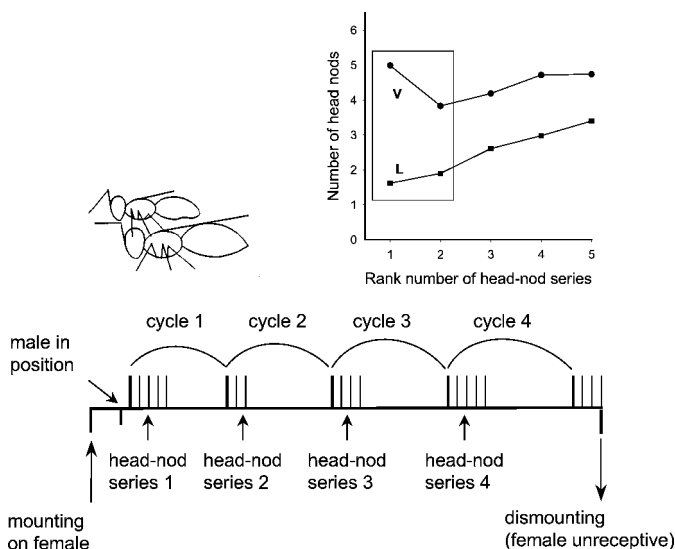 Number of head nods
6
5
4
3
2
1
0
V
L
1 2 3 4 5
Rank number of head-nod series
cycle 1 cycle 2 cycle 3 cycle 4
male in
position
head-nod head-nod head-nod head-nod
series 1 series 2 series 3 series 4
mounting
on female
dismounting
(female unreceptive)